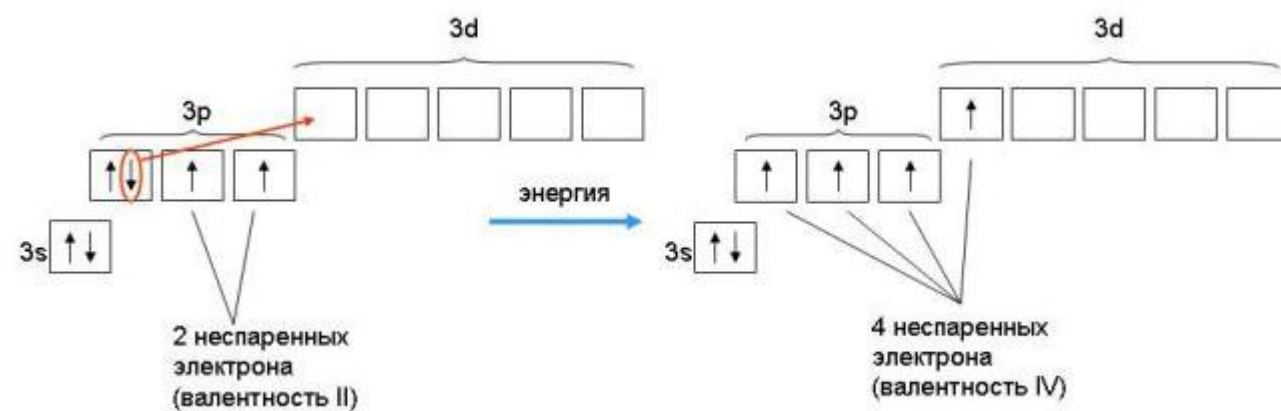 3d
3p
3s
2 неспаренных
электрона
(валентность II)
энергия
3d
3p
3s
4 неспаренных
электрона
(валентность IV)